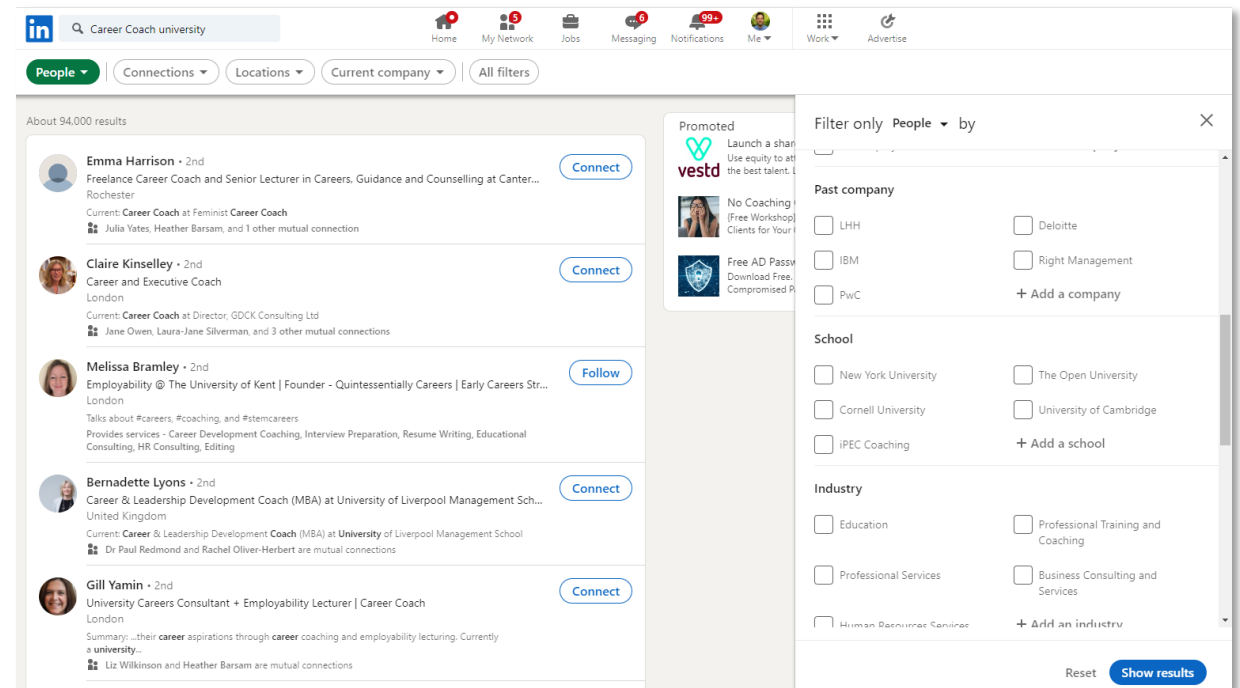 in
Career Coach university
5
6
99+
Home
My Network
Jobs
Messaging
Notifications
Me
Work
Advertise
People
Connections
Locations
Current company
All filters
About 94,000 results
Emma Harrison • 2nd
Freelance Career Coach and Senior Lecturer in Careers, Guidance and Counselling at Canter...
Rochester
Current: Career Coach at Feminist Career Coach
Julia Yates, Heather Barsam, and 1 other mutual connection
Connect
Claire Kinselley • 2nd
Career and Executive Coach
London
Current: Career Coach at Director, GDCK Consulting Ltd
Jane Owen, Laura-Jane Silverman, and 3 other mutual connections
Connect
Melissa Bramley • 2nd
Employability @ The University of Kent | Founder - Quintessentially Careers | Early Careers Str...
London
Talks about #careers, #coaching, and #stemcareers
Provides services - Career Development Coaching, Interview Preparation, Resume Writing, Educational
Consulting, HR Consulting, Editing
Follow
Bernadette Lyons • 2nd
Career & Leadership Development Coach (MBA) at University of Liverpool Management Sch...
United Kingdom
Current: Career & Leadership Development Coach (MBA) at University of Liverpool Management School
Dr Paul Redmond and Rachel Oliver-Herbert are mutual connections
Connect
Gill Yamin • 2nd
University Careers Consultant + Employability Lecturer | Career Coach
London
Summary: ...their career aspirations through career coaching and employability lecturing. Currently
a university...
Liz Wilkinson and Heather Barsam are mutual connections
Connect
Promoted
vestd
Launch a shar
Use equity to att
the best talent. L
No Coaching
[Free Workshop]
Clients for Your
Free AD Passw
Download Free.
Compromised Pa
Filter only People by
Past company
LHH
Deloitte
IBM
Right Management
PwC
+ Add a company
School
New York University
The Open University
Cornell University
University of Cambridge
iPEC Coaching
+ Add a school
Industry
Education
Professional Training and
Coaching
Professional Services
Business Consulting and
Services
Human Resources Services
+ Add an industry
Reset
Show results